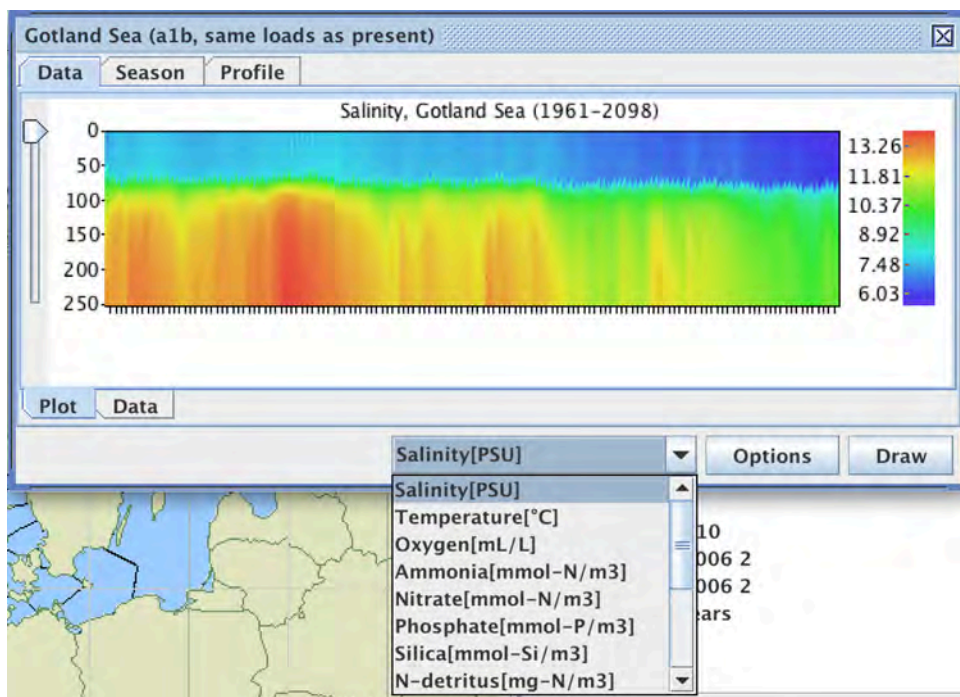 Gotland Sea (a1b, same loads as present)
Data Season Profile
Salinity, Gotland Sea (1961-2098)
0
50
100
150
200
250
13.26
11.81
10.37
8.92
7.48
6.03
Plot Data
Salinity[PSU] Options Draw
Salinity[PSU]
Temperature[°C]
Oxygen[mL/L]
Ammonia[mmol-N/m3]
Nitrate[mmol-N/m3]
Phosphate[mmol-P/m3]
Silica[mmol-Si/m3]
N-detritus[mg-N/m3]
10
006 2
006 2
ears